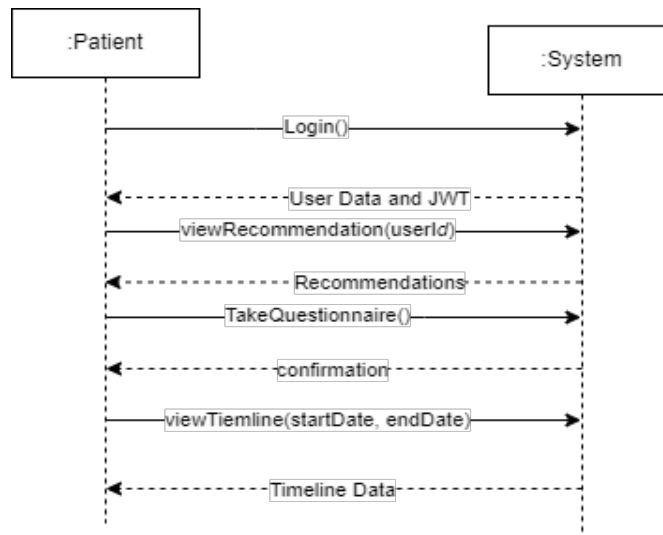 :Patient
:System
Login()
User Data and JWT
viewRecommendation(userId)
Recommendations
TakeQuestionnaire()
confirmation
viewTiemline(startDate, endDate)
Timeline Data